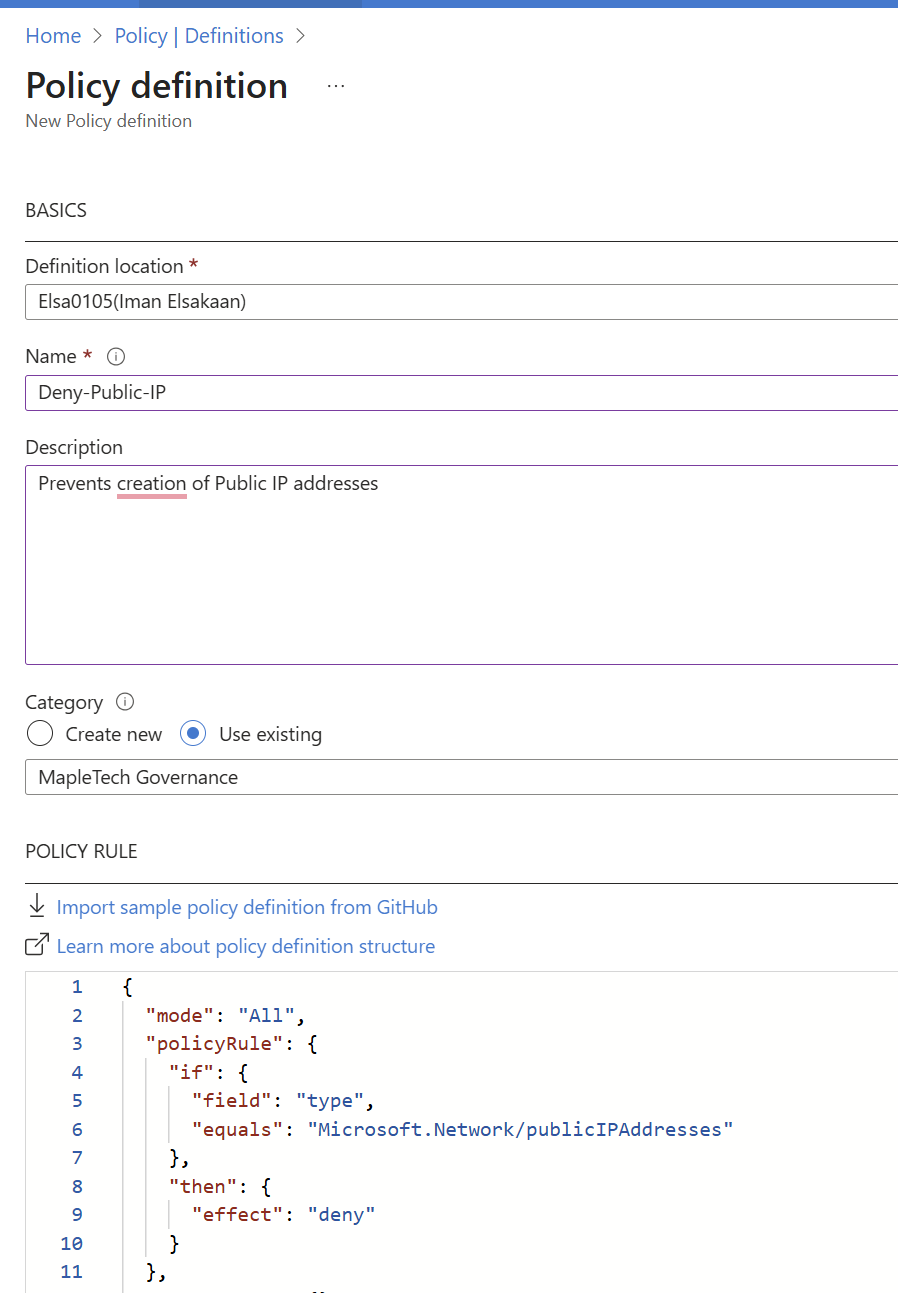 Home > Policy | Definitions >
Policy definition ...
New Policy definition
BASICS
Definition location *
Elsa0105(Iman Elsakaan)
Name *
Deny-Public-IP
Description
Prevents creation of Public IP addresses
Category
Create new Use existing
MapleTech Governance
POLICY RULE
Import sample policy definition from GitHub
Learn more about policy definition structure
1 {
2 "mode": "All",
3 "policyRule": {
4 "if": {
5 "field": "type",
6 "equals": "Microsoft.Network/publicIPAddresses"
7 },
8 "then": {
9 "effect": "deny"
10 }
11 },